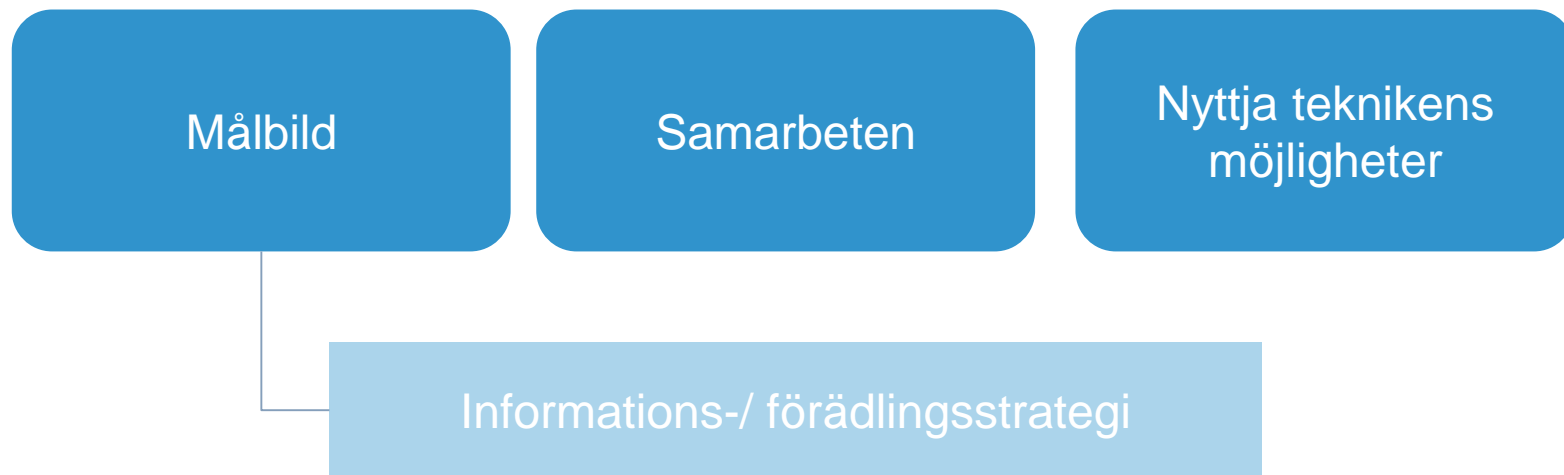 Målbild
Samarbeten
Nyttja teknikens
möjligheter
Informations-/ förädlingsstrategi